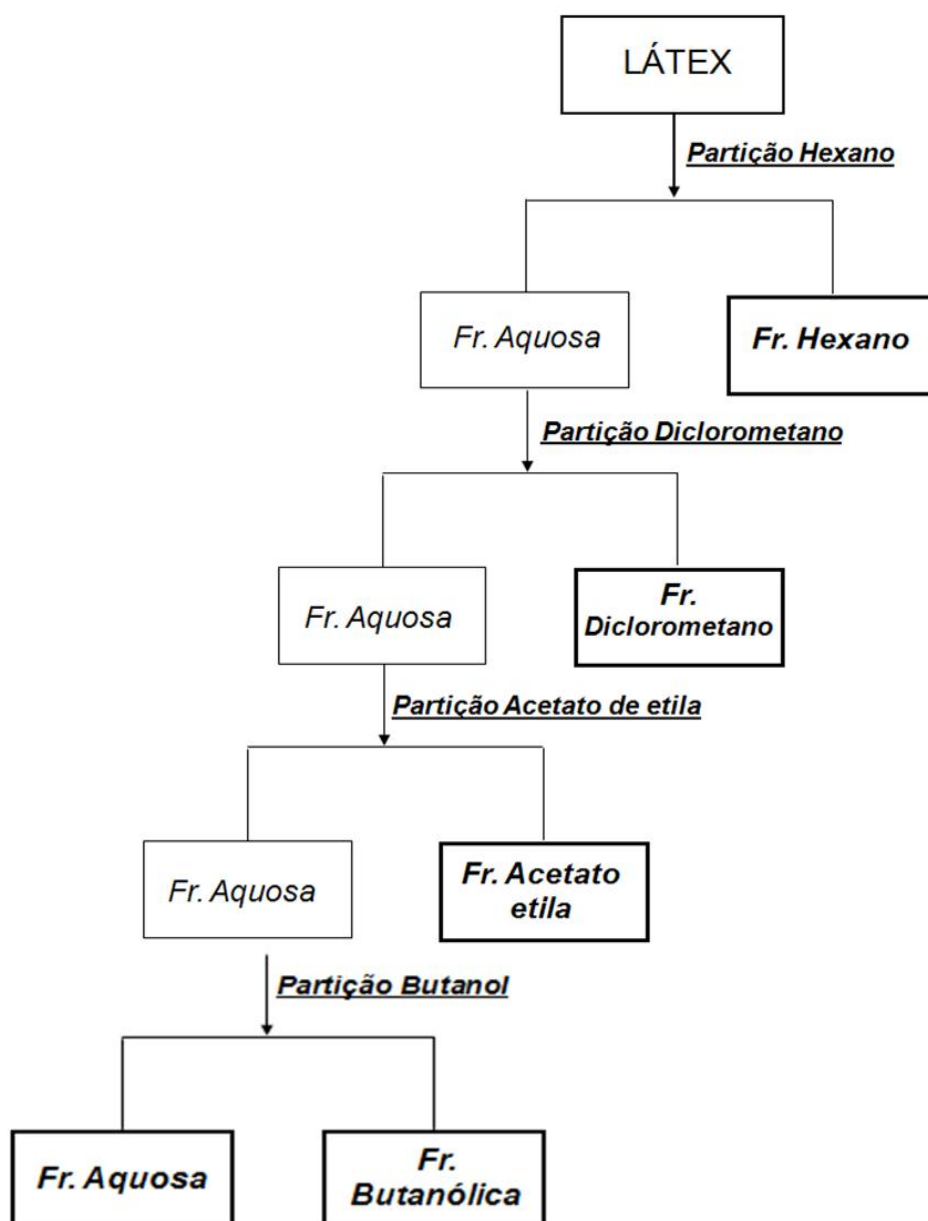 LÁTEX
Partição Hexano
Fr. Aquosa
Fr. Hexano
Partição Diclorometano
Fr. Aquosa
Fr.
Diclorometano
Partição Acetato de etila
Fr. Aquosa
Fr. Acetato
etila
Partição Butanol
Fr. Aquosa
Fr.
Butanólica